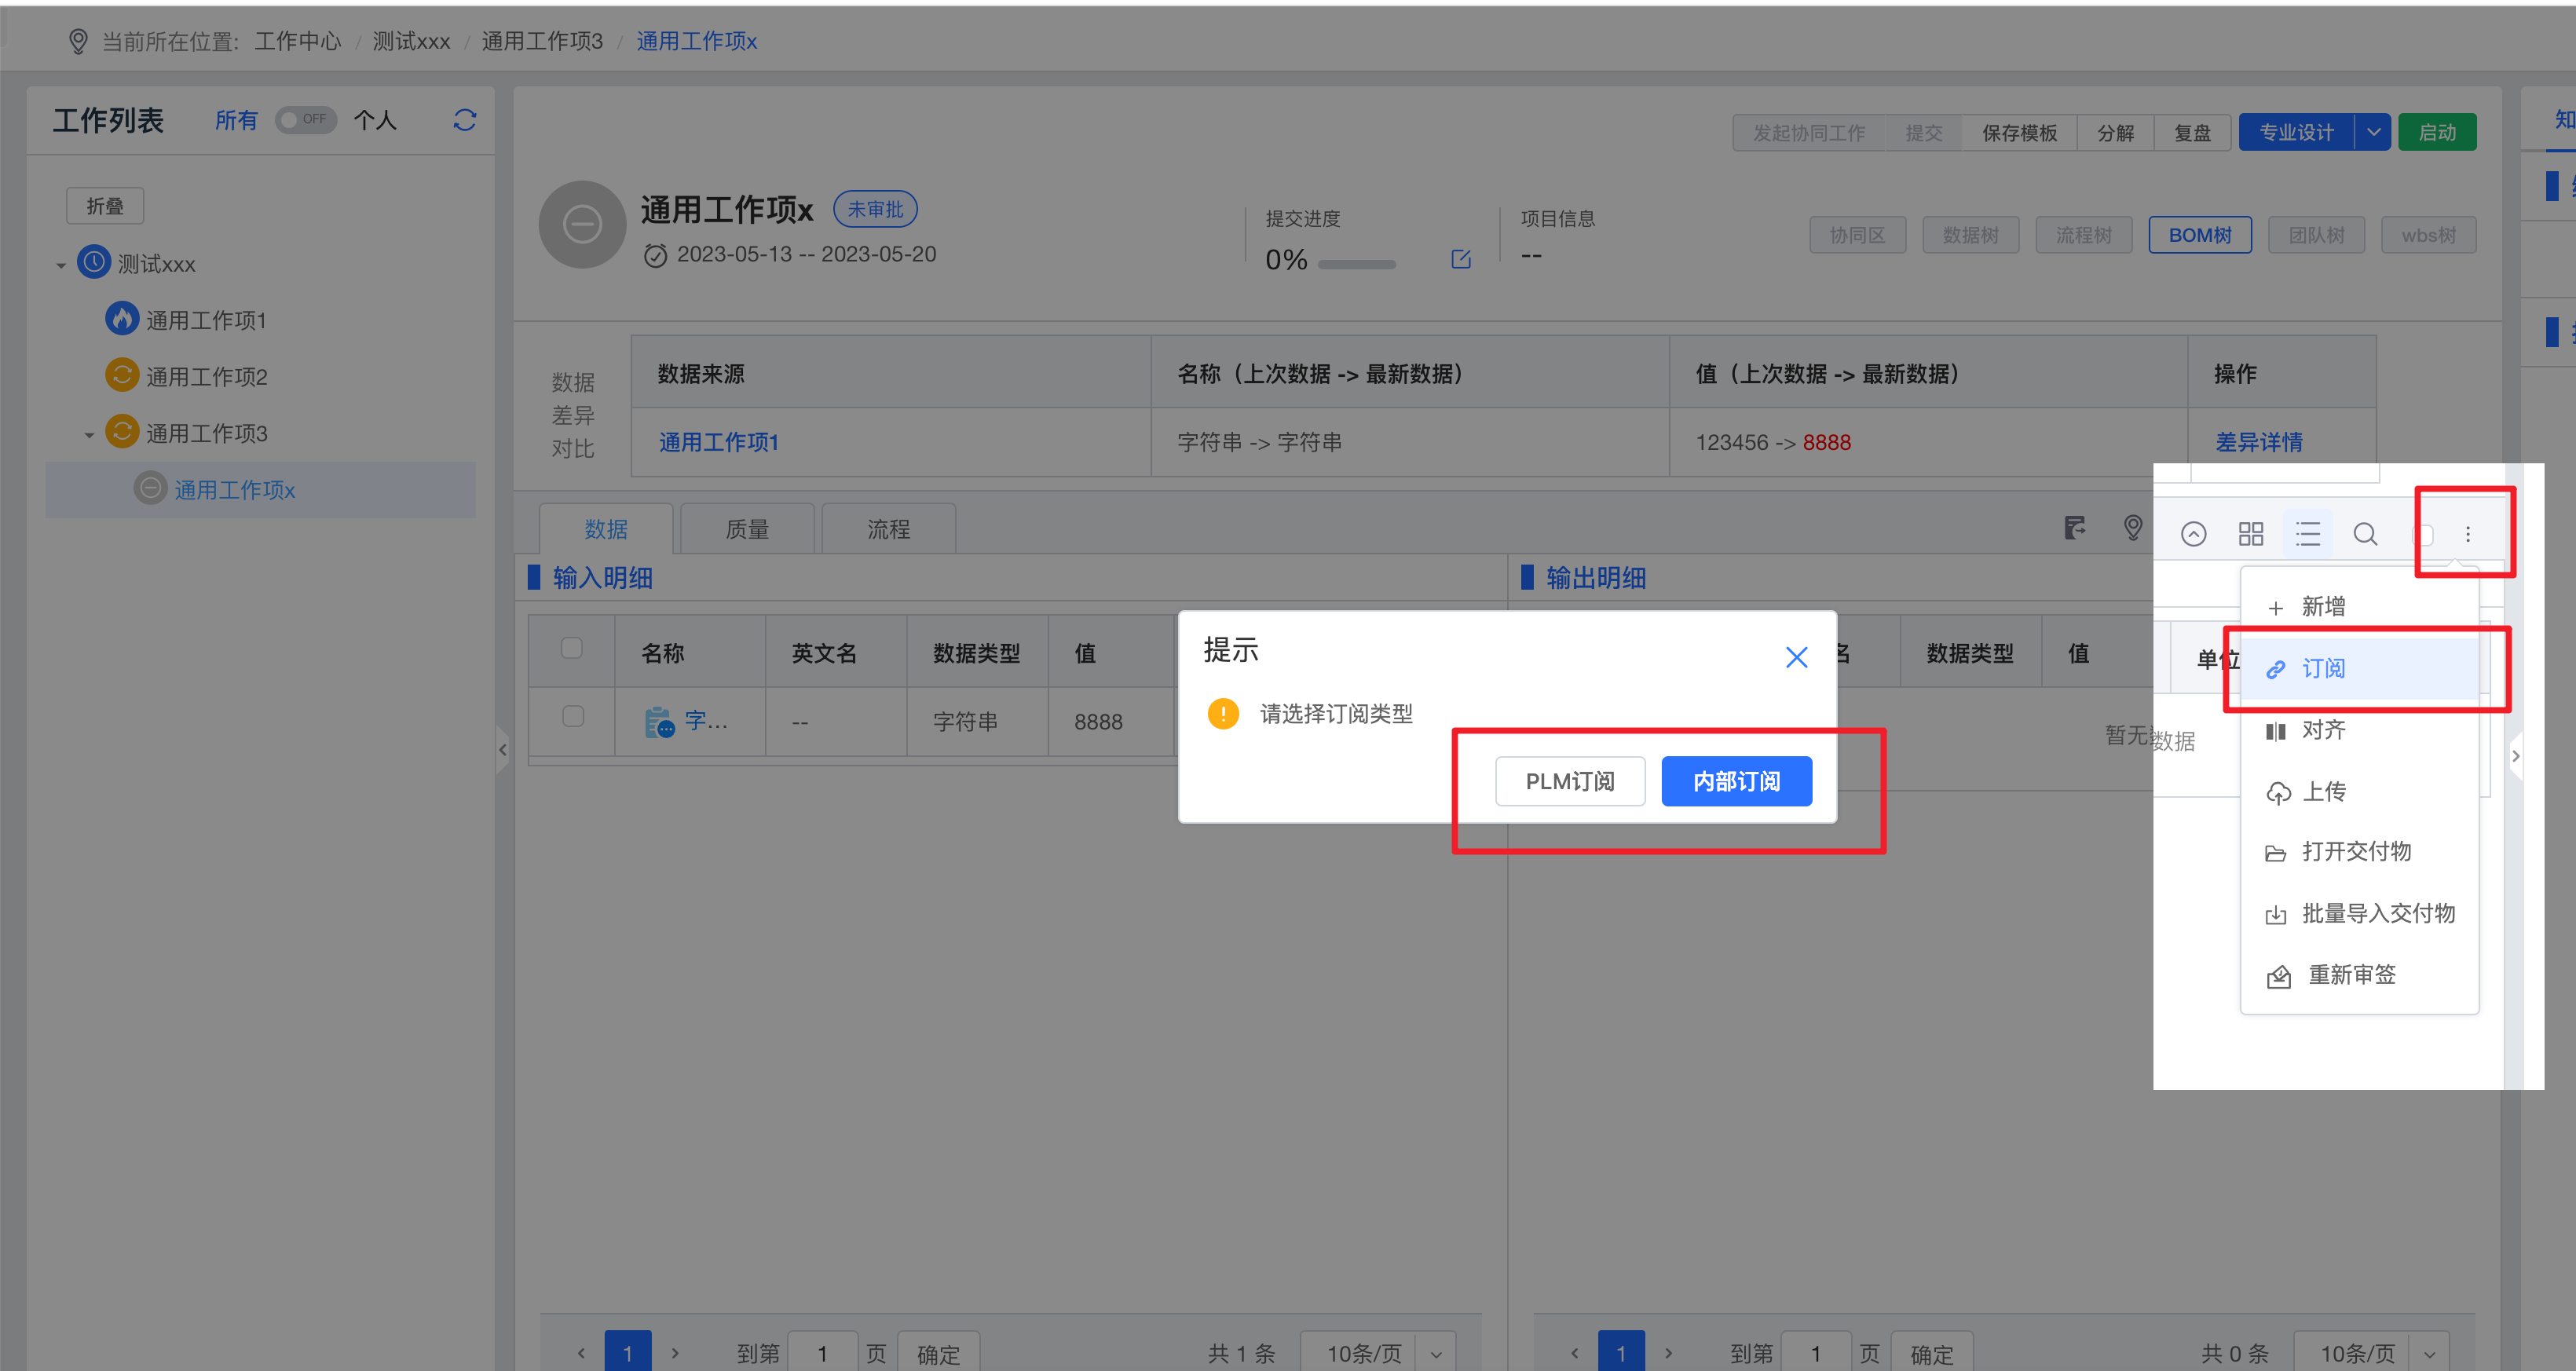 当前所在位置: 工作中心 / 测试xxx / 通用工作项3 / 通用工作项x
工作列表 所有 OFF 个人
折叠
测试xxx
通用工作项1
通用工作项2
通用工作项3
通用工作项x
发起协同工作 提交 保存模板 分解 复盘 专业设计 启动
通用工作项x 未审批
2023-05-13 -- 2023-05-20
提交进度
0%
项目信息
--
协同区 数据树 流程树 BOM树 团队树 wbs树
数据
差异
对比
数据来源 名称（上次数据 -> 最新数据） 值（上次数据 -> 最新数据） 操作
通用工作项1 字符串 -> 字符串 123456 -> 8888 差异详情
数据 质量 流程
输入明细
名称 英文名 数据类型 值
字... -- 字符串 8888
输出明细
名 数据类型 值 单位
暂无数据
提示
请选择订阅类型
PLM订阅 内部订阅
新增
订阅
对齐
上传
打开交付物
批量导入交付物
重新审签
知
1 到第 1 页 确定 共 1 条 10条/页
1 到第 1 页 确定 共 0 条 10条/页